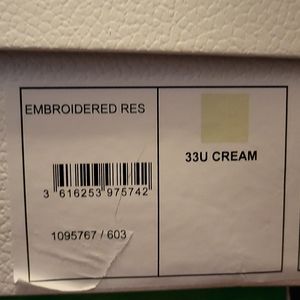 EMBROIDERED RES
33U CREAM
3 616253 975742
1095767 / 603